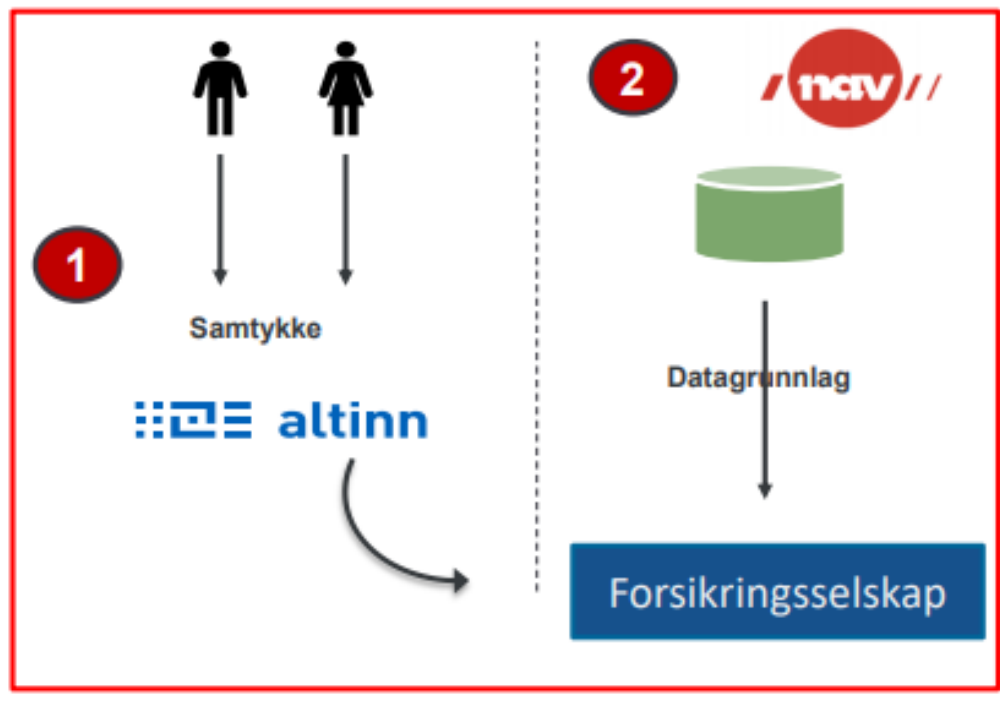 1
Samtykke
altinn
2
nav
Datagrunnlag
Forsikringsselskap